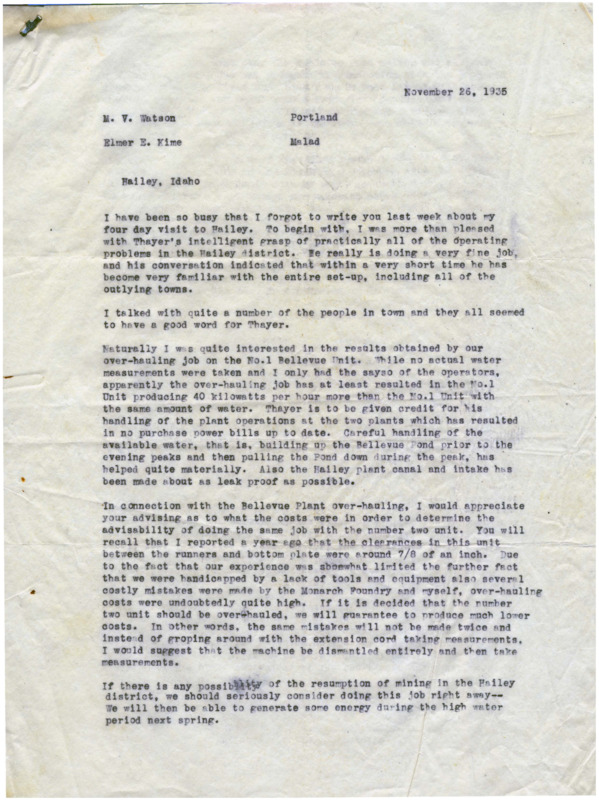 November 26, 1935
M. V. Watson Portland
Elmer E. Kime Malad
Hailey, Idaho
I have been so busy that I forgot to write you last week about my
four day visit to Hailey. To begin with, I was more than pleased
with Thayer's intelligent grasp of practically all of the operating
problems in the Hailey district. He really is doing a very fine job,
and his conversation indicated that within a very short time he has
become very familiar with the entire set-up, including all of the
outlying towns.
I talked with quite a number of the people in town and they all seemed
to have a good word for Thayer.
Naturally I was quite interested in the results obtained by our
over-hauling job on the No.1 Bellevue Unit. While no actual water
measurements were taken and I only had the sayso of the operators,
apparently the over-hauling job has at least resulted in the No.1
Unit producing 40 kilowatts per hour more than the No.1 Unit with
the same amount of water. Thayer is to be given credit for his
handling of the plant operations at the two plants which has resulted
in no purchase power bills up to date. Careful handling of the
available water, that is, building up the Bellevue Pond prior to the
evening peaks and then pulling the Pond down during the peak, has
helped quite materially. Also the Hailey plant canal and intake has
been made about as leak proof as possible.
In connection with the Bellevue Plant over-hauling, I would appreciate
your advising as to what the costs were in order to determine the
advisability of doing the same job with the number two unit. You will
recall that I reported a year ago that the clearances in this unit
between the runners and bottom plate were around 7/8 of an inch. Due
to the fact that our experience was somewhat limited the further fact
that we were handicapped by a lack of tools and equipment also several
costly mistakes were made by the Monarch Foundry and myself, over-hauling
costs were undoubtedly quite high. If it is decided that the number
two unit should be over-hauled, we will guarantee to produce much lower
costs. In other words, the same mistakes will not be made twice and
instead of groping around with the extension cord taking measurements,
I would suggest that the machine be dismantled entirely and then take
measurements.
If there is any possibility of the resumption of mining in the Hailey
district, we should seriously consider doing this job right away--
We will then be able to generate some energy during the high water
period next spring.